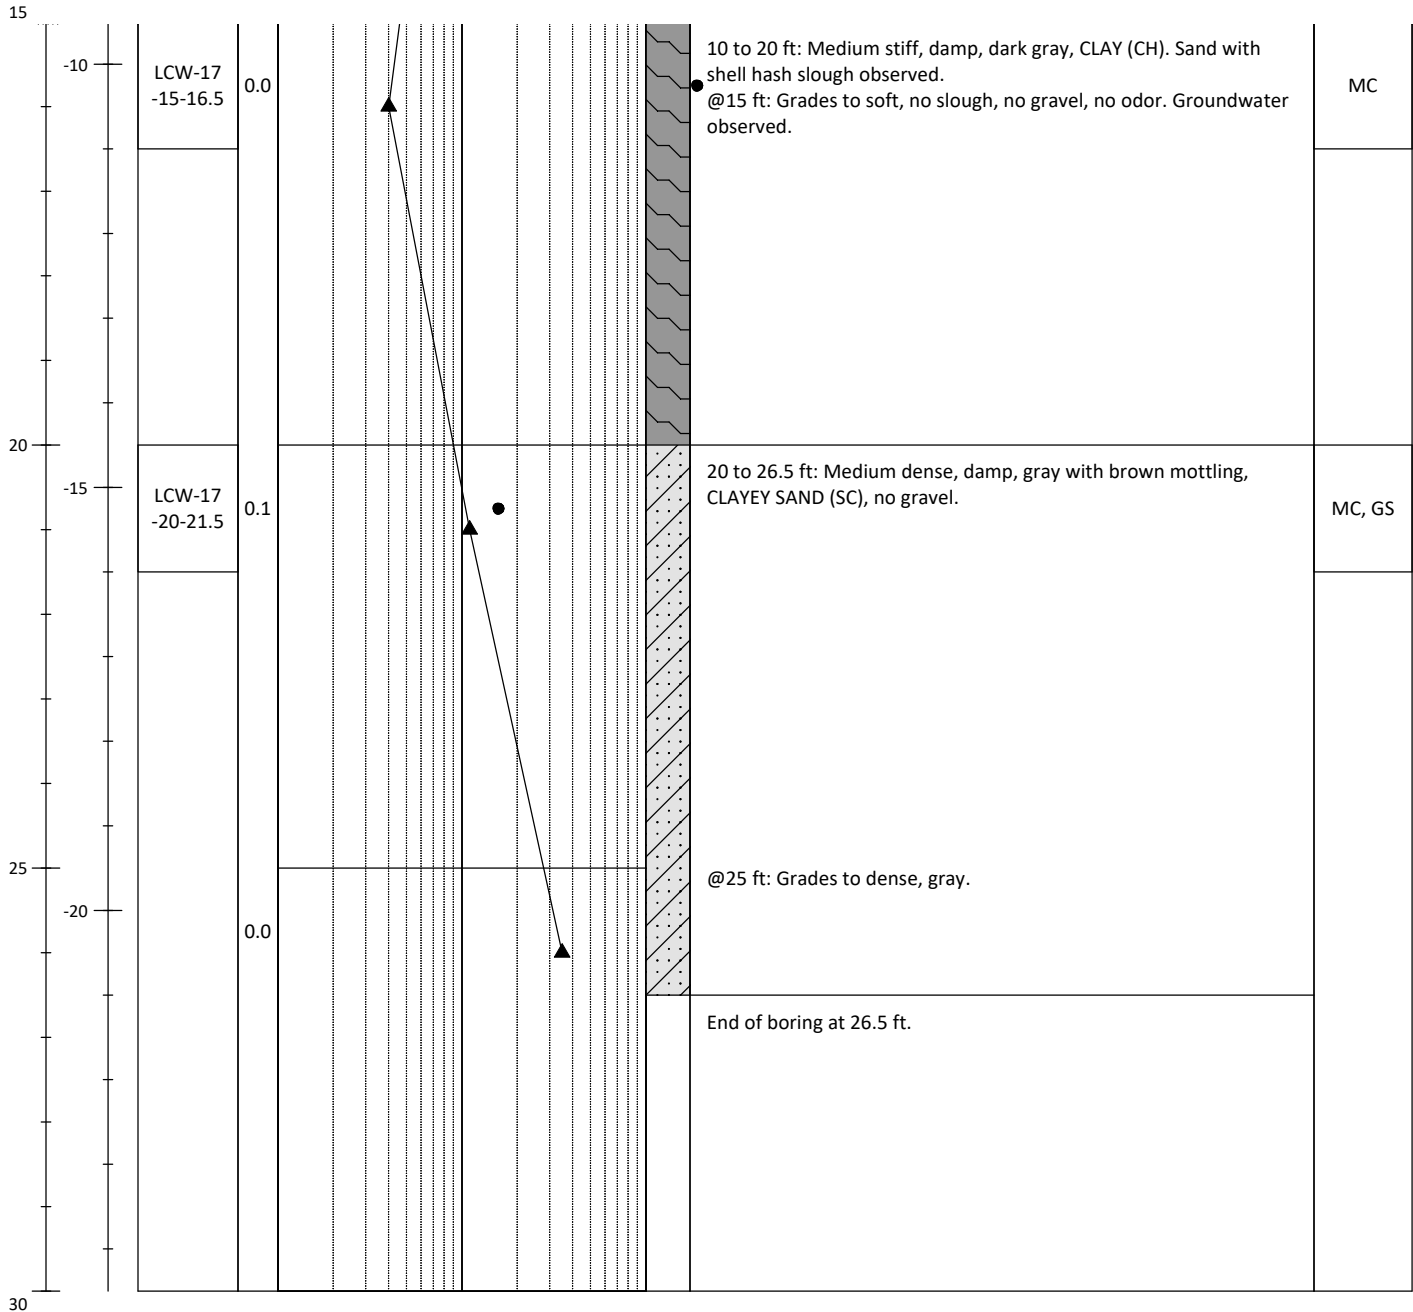 15
-10
LCW-17
-15-16.5
0.0
10 to 20 ft: Medium stiff, damp, dark gray, CLAY (CH). Sand with
shell hash slough observed.
@15 ft: Grades to soft, no slough, no gravel, no odor. Groundwater
observed.
MC
20
-15
LCW-17
-20-21.5
0.1
20 to 26.5 ft: Medium dense, damp, gray with brown mottling,
CLAYEY SAND (SC), no gravel.
MC, GS
25
-20
0.0
@25 ft: Grades to dense, gray.
End of boring at 26.5 ft.
30